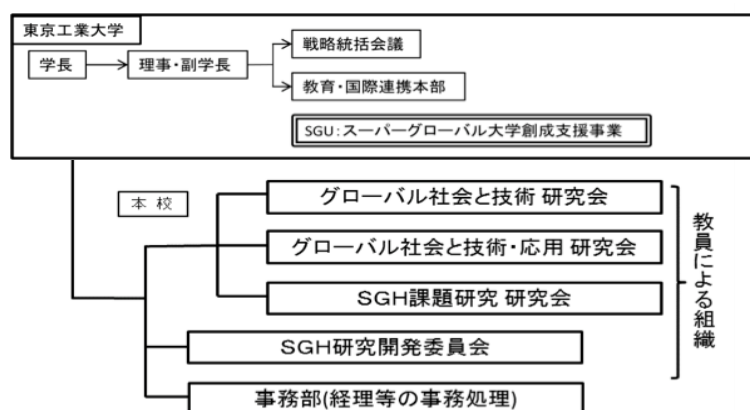 東京工業大学
学長
理事・副学長
戦略統括会議
教育・国際連携本部
SGU：スーパーグローバル大学創成支援事業
本 校
グローバル社会と技術 研究会
グローバル社会と技術・応用 研究会
SGH課題研究 研究会
SGH研究開発委員会
事務部(経理等の事務処理)
教員による組織